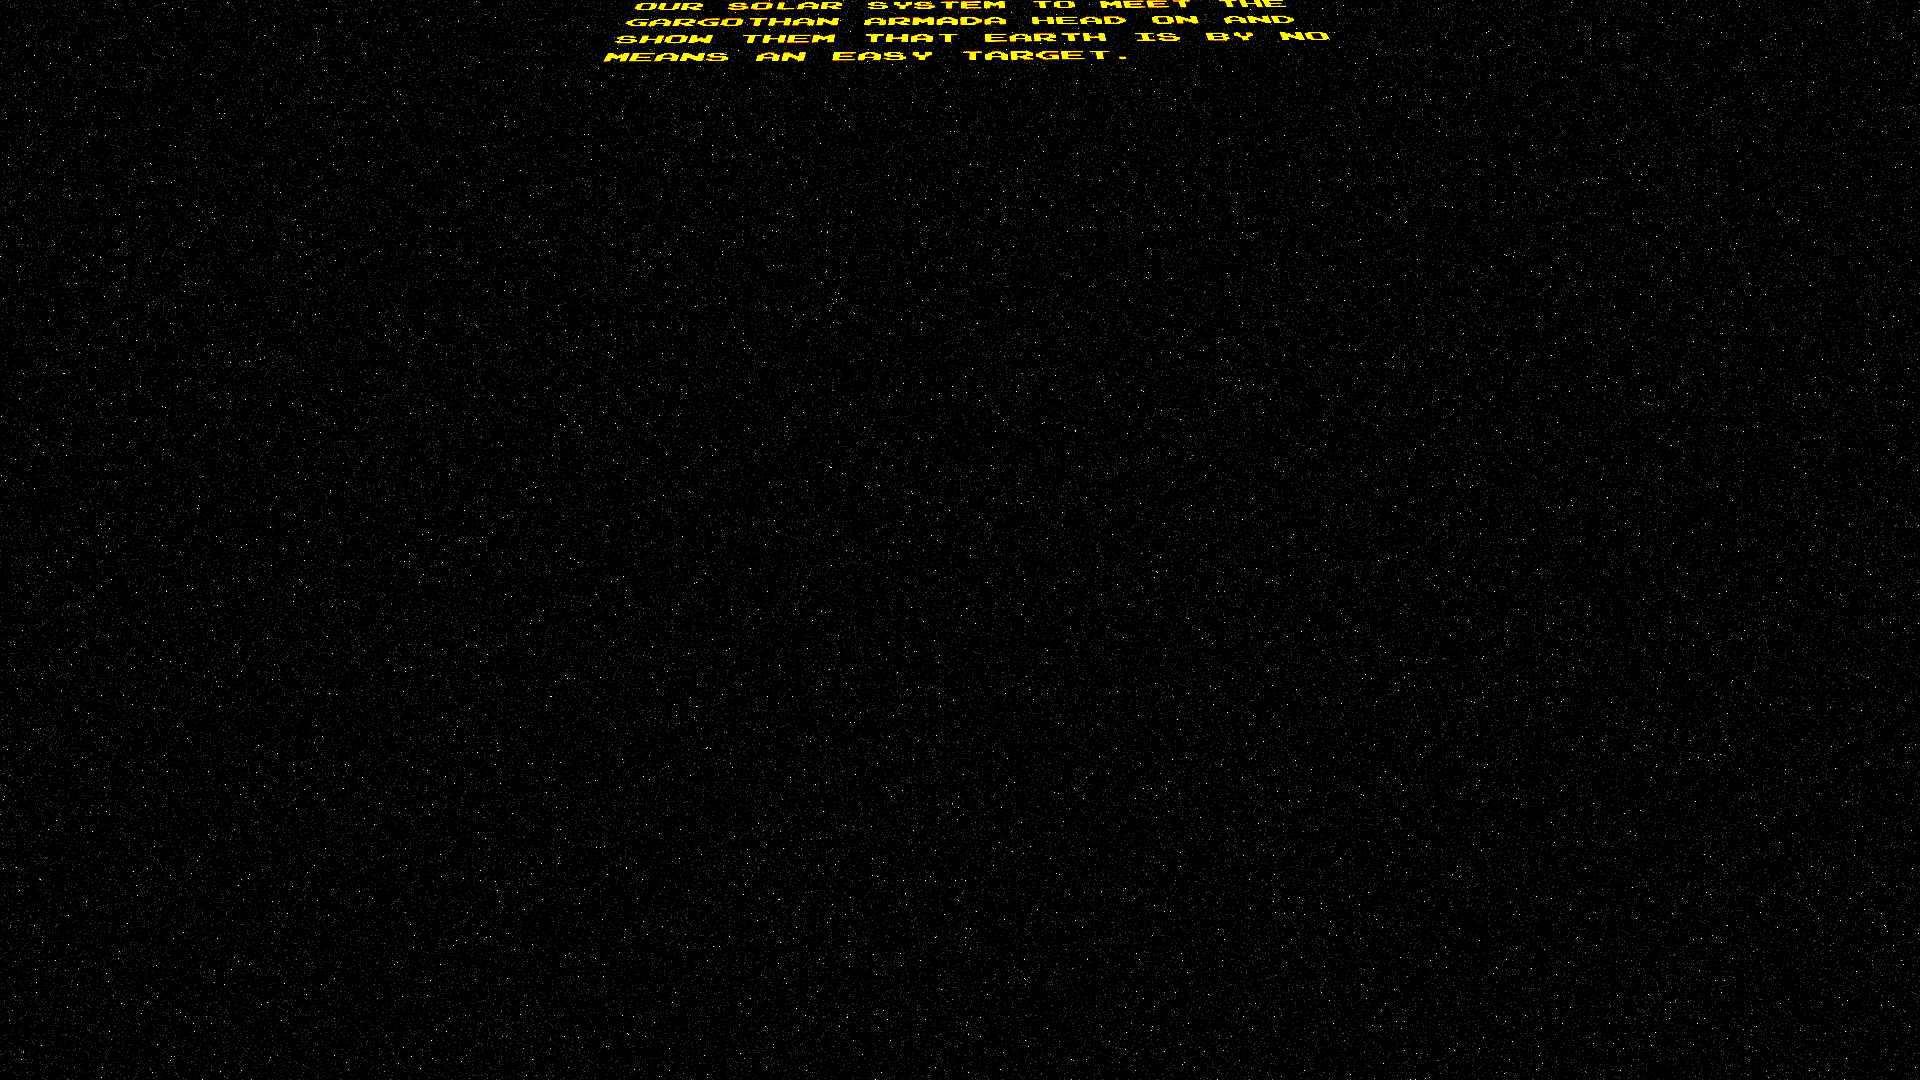 OUR SOLAR SYSTEM TO MEET THE
GARGOTHAN ARMADA HEAD ON AND
SHOW THEM THAT EARTH IS BY NO
MEANS AN EASY TARGET.